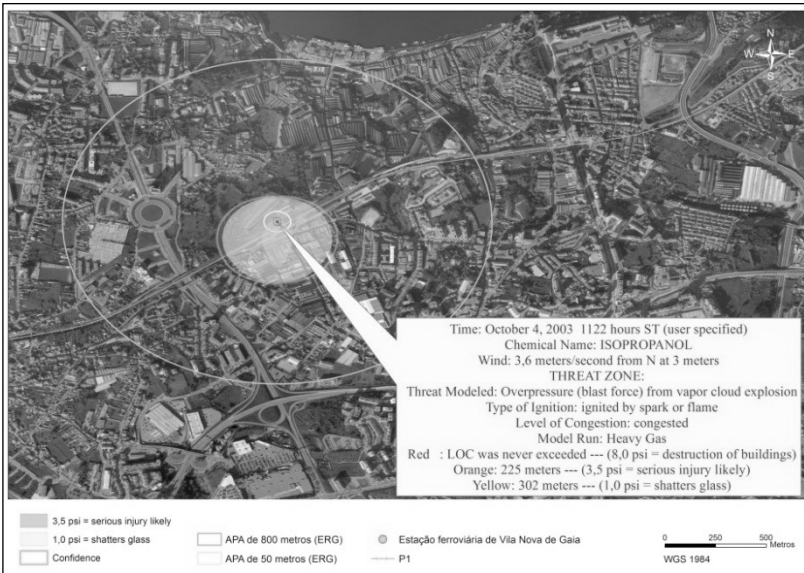 N
W E
S
Time: October 4, 2003 1122 hours ST (user specified)
Chemical Name: ISOPROPANOL
Wind: 3,6 meters/second from N at 3 meters
THREAT ZONE:
Threat Modeled: Overpressure (blast force) from vapor cloud explosion
Type of Ignition: ignited by spark or flame
Level of Congestion: congested
Model Run: Heavy Gas
Red : LOC was never exceeded --- (8,0 psi = destruction of buildings)
Orange: 225 meters --- (3,5 psi = serious injury likely)
Yellow: 302 meters --- (1,0 psi = shatters glass)
3,5 psi = serious injury likely
1,0 psi = shatters glass
Confidence
APA de 800 metros (ERG)
APA de 50 metros (ERG)
Estação ferroviária de Vila Nova de Gaia
P1
0 250 500
Metros
WGS 1984